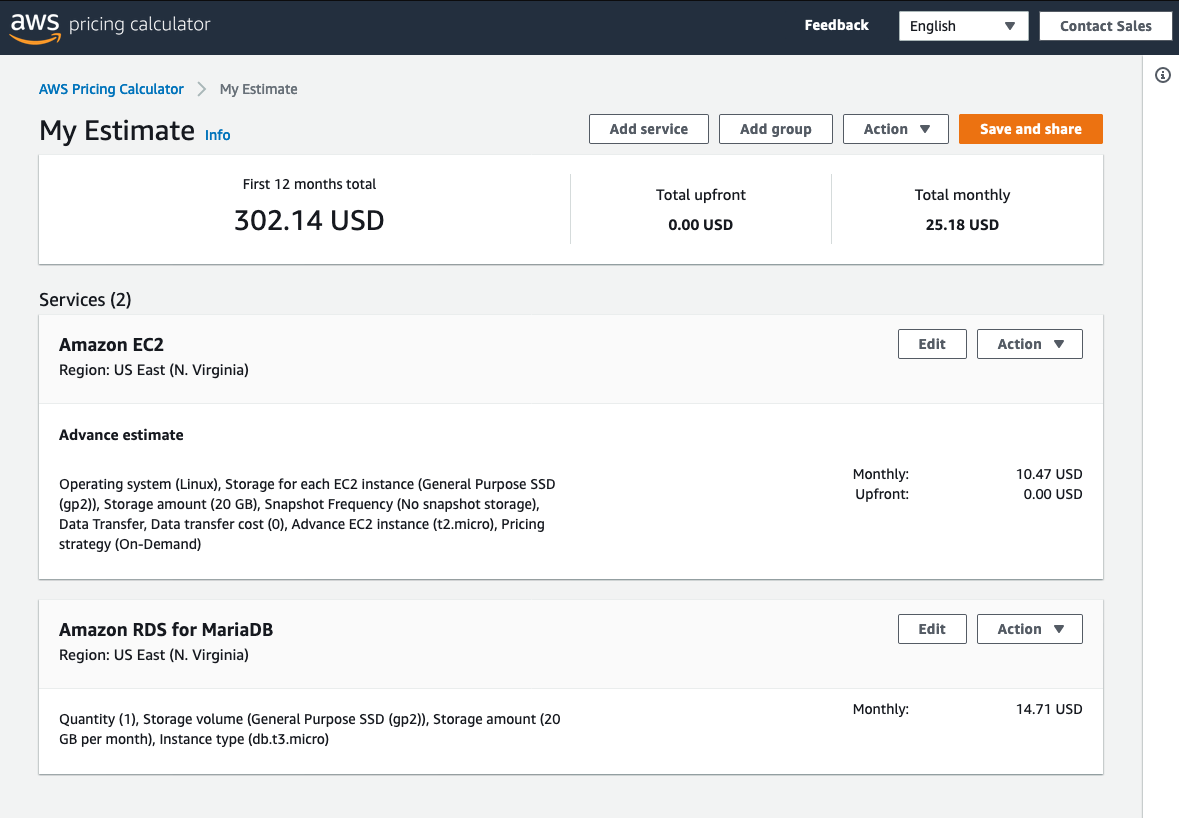 aws pricing calculator
Feedback
English
Contact Sales
AWS Pricing Calculator
My Estimate
My Estimate Info
Add service
Add group
Action
Save and share
First 12 months total
302.14 USD
Total upfront
0.00 USD
Total monthly
25.18 USD
Services (2)
Amazon EC2
Region: US East (N. Virginia)
Edit
Action
Advance estimate
Operating system (Linux), Storage for each EC2 instance (General Purpose SSD
(gp2)), Storage amount (20 GB), Snapshot Frequency (No snapshot storage),
Data Transfer, Data transfer cost (0), Advance EC2 instance (t2.micro), Pricing
strategy (On-Demand)
Monthly: 10.47 USD
Upfront: 0.00 USD
Amazon RDS for MariaDB
Region: US East (N. Virginia)
Edit
Action
Quantity (1), Storage volume (General Purpose SSD (gp2)), Storage amount (20
GB per month), Instance type (db.t3.micro)
Monthly: 14.71 USD